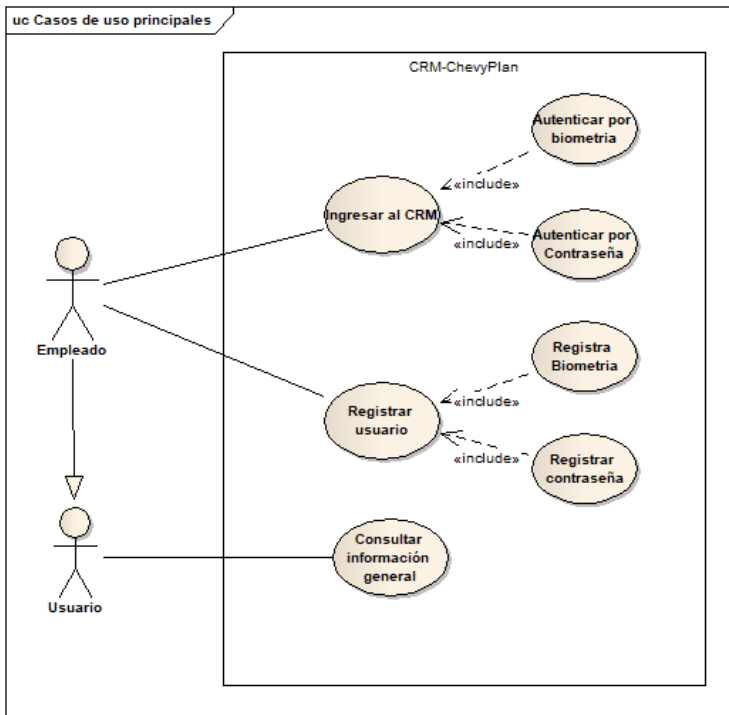 uc Casos de uso principales
CRM-ChevyPlan
Autenticar por
biometria
«include»
Ingresar al CRM
«include»
Autenticar por
Contraseña
Empleado
Registra
Biometria
«include»
Registrar
usuario
«include»
Registrar
contraseña
Consultar
información
general
Usuario